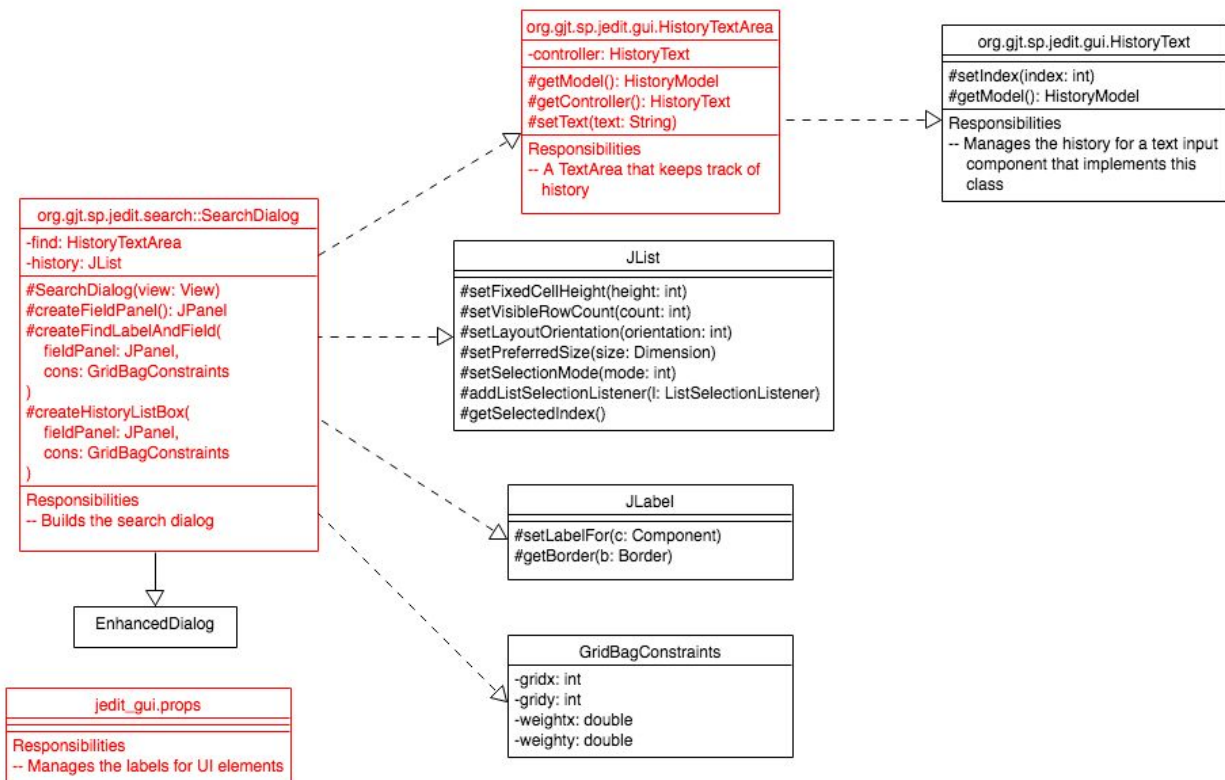 org.gjt.sp.jedit.gui.HistoryTextArea
-controller: HistoryText
#getModel(): HistoryModel
#getController(): HistoryText
#setText(text: String)
Responsibilities
-- A TextArea that keeps track of
history
org.gjt.sp.jedit.gui.HistoryText
#setIndex(index: int)
#getModel(): HistoryModel
Responsibilities
-- Manages the history for a text input
component that implements this
class
org.gjt.sp.jedit.search::SearchDialog
-find: HistoryTextArea
-history: JList
#SearchDialog(view: View)
#createFieldPanel(): JPanel
#createFindLabelAndField(
fieldPanel: JPanel,
cons: GridBagConstraints
)
#createHistoryListBox(
fieldPanel: JPanel,
cons: GridBagConstraints
)
Responsibilities
-- Builds the search dialog
JList
#setFixedCellHeight(height: int)
#setVisibleRowCount(count: int)
#setLayoutOrientation(orientation: int)
#setPreferredSize(size: Dimension)
#setSelectionMode(mode: int)
#addListSelectionListener(l: ListSelectionListener)
#getSelectedIndex()
JLabel
#setLabelFor(c: Component)
#getBorder(b: Border)
EnhancedDialog
GridBagConstraints
-gridx: int
-gridy: int
-weightx: double
-weighty: double
jedit_gui.props
Responsibilities
-- Manages the labels for UI elements